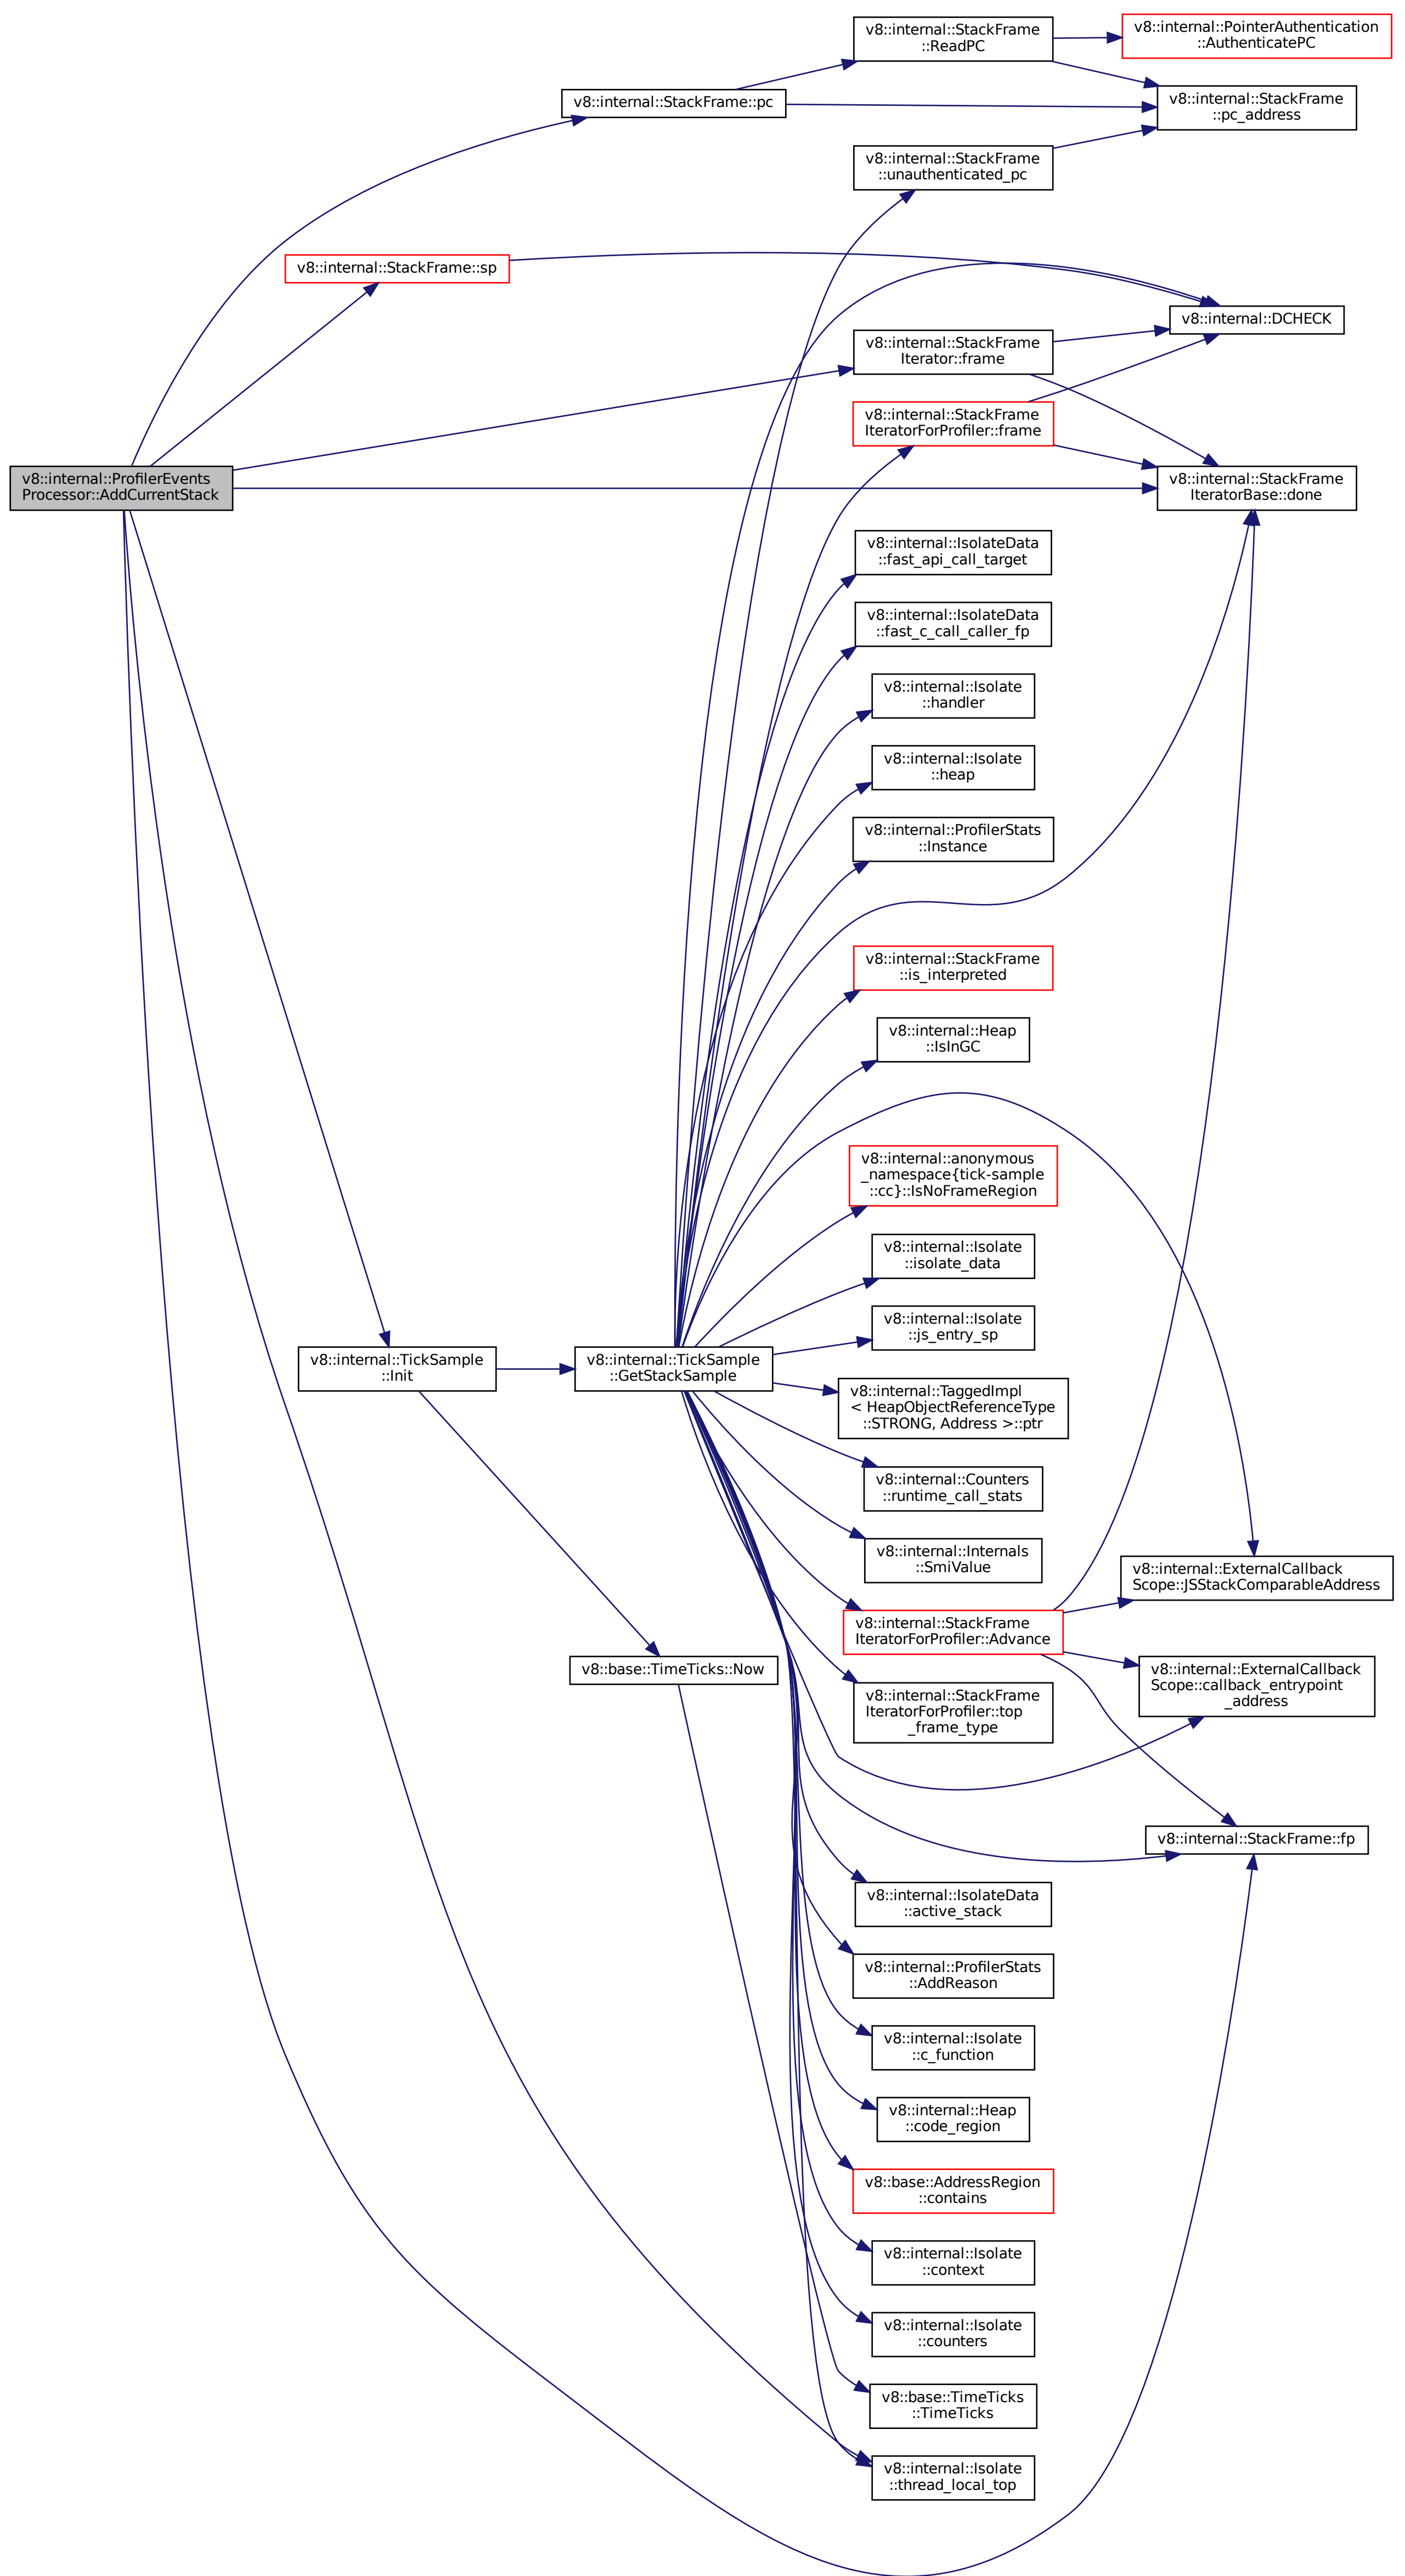 v8::internal::StackFrame
::ReadPC
v8::internal::PointerAuthentication
::AuthenticatePC
v8::internal::StackFrame::pc
v8::internal::StackFrame
::pc_address
v8::internal::StackFrame
::unauthenticated_pc
v8::internal::StackFrame::sp
v8::internal::DCHECK
v8::internal::StackFrame
Iterator::frame
v8::internal::StackFrame
IteratorForProfiler::frame
v8::internal::ProfilerEvents
Processor::AddCurrentStack
v8::internal::StackFrame
IteratorBase::done
v8::internal::IsolateData
::fast_api_call_target
v8::internal::IsolateData
::fast_c_call_caller_fp
v8::internal::Isolate
::handler
v8::internal::Isolate
::heap
v8::internal::ProfilerStats
::Instance
v8::internal::StackFrame
::is_interpreted
v8::internal::Heap
::IsInGC
v8::internal::anonymous
_namespace{tick-sample
::cc}::IsNoFrameRegion
v8::internal::Isolate
::isolate_data
v8::internal::Isolate
::js_entry_sp
v8::internal::TickSample
::Init
v8::internal::TickSample
::GetStackSample
v8::internal::TaggedImpl
< HeapObjectReferenceType
::STRONG, Address >::ptr
v8::internal::Counters
::runtime_call_stats
v8::internal::Internals
::SmiValue
v8::internal::ExternalCallback
Scope::JSStackComparableAddress
v8::internal::StackFrame
IteratorForProfiler::Advance
v8::base::TimeTicks::Now
v8::internal::ExternalCallback
Scope::callback_entrypoint
_address
v8::internal::StackFrame
IteratorForProfiler::top
_frame_type
v8::internal::StackFrame::fp
v8::internal::IsolateData
::active_stack
v8::internal::ProfilerStats
::AddReason
v8::internal::Isolate
::c_function
v8::internal::Heap
::code_region
v8::base::AddressRegion
::contains
v8::internal::Isolate
::context
v8::internal::Isolate
::counters
v8::base::TimeTicks
::TimeTicks
v8::internal::Isolate
::thread_local_top